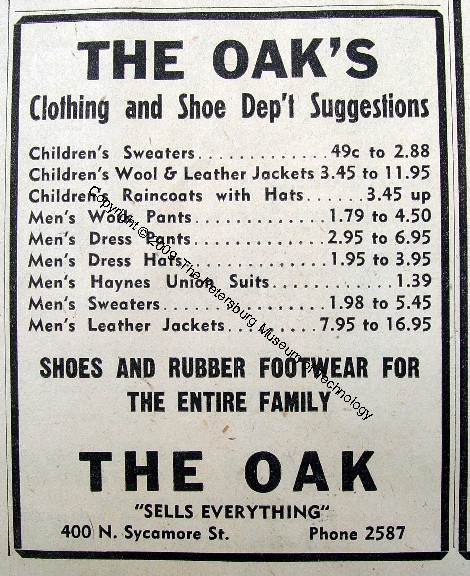 THE OAK'S
Clothing and Shoe Dep't Suggestions
Children's Sweaters.............49c to 2.88
Children's Wool & Leather Jackets 3.45 to 11.95
Children's Raincoats with Hats......3.45 up
Men's Work Pants..............1.79 to 4.50
Men's Dress Pants..............2.95 to 6.95
Men's Dress Hats...............1.95 to 3.95
Men's Haynes Union Suits............1.39
Men's Sweaters.................1.98 to 5.45
Men's Leather Jackets.........7.95 to 16.95
SHOES AND RUBBER FOOTWEAR FOR
THE ENTIRE FAMILY
THE OAK
"SELLS EVERYTHING"
400 N. Sycamore St. Phone 2587
Copyright © 2009 The Petersburg Museum of Technology